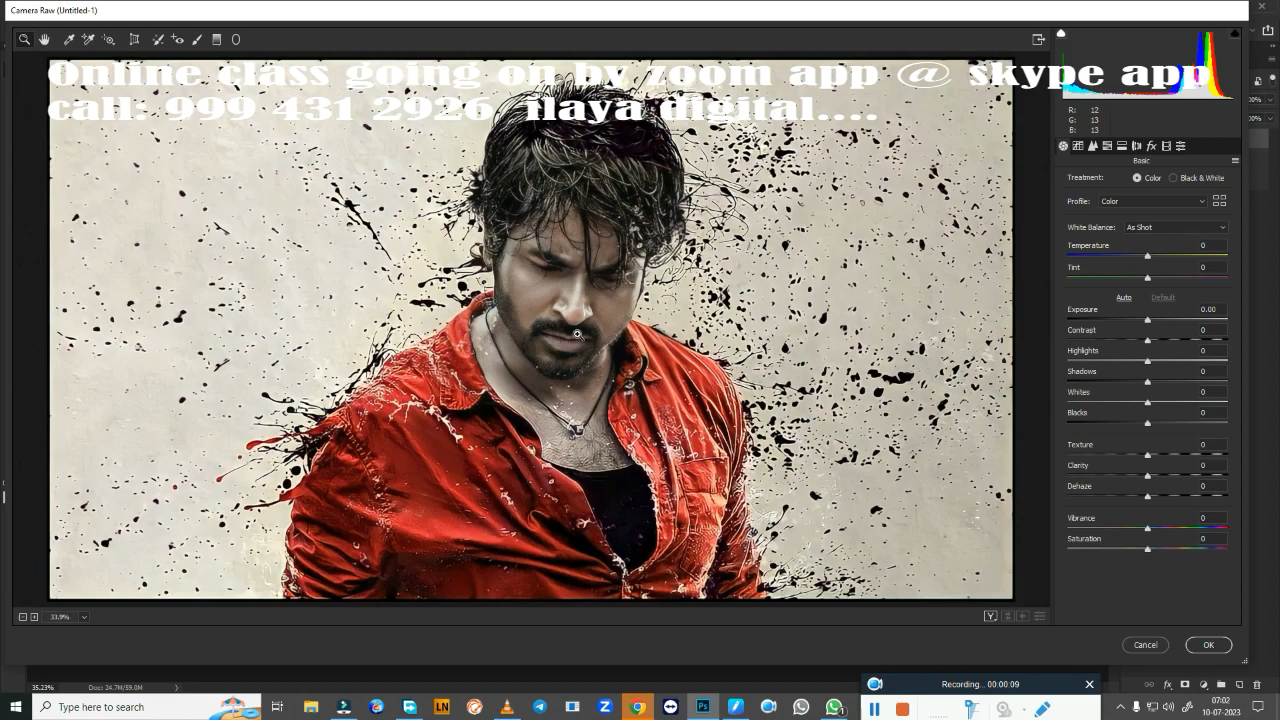 Camera Raw (Untitled-1)
Online class going on by zoom app @ skype app
call: 999 431 2926 ilaya digital....
R: 12
G: 13
B: 13
Basic
Treatment: Color Black & White
Profile: Color
White Balance: As Shot
Temperature 0
Tint 0
Auto Default
Exposure 0.00
Contrast 0
Highlights 0
Shadows 0
Whites 0
Blacks 0
Texture 0
Clarity 0
Dehaze 0
Vibrance 0
Saturation 0
33.9%
Cancel OK
35.23% Doc: 24.7M/59.0M
Recording... 00:00:09
Type here to search
LN
Z
Ps
07:02
10-07-2023